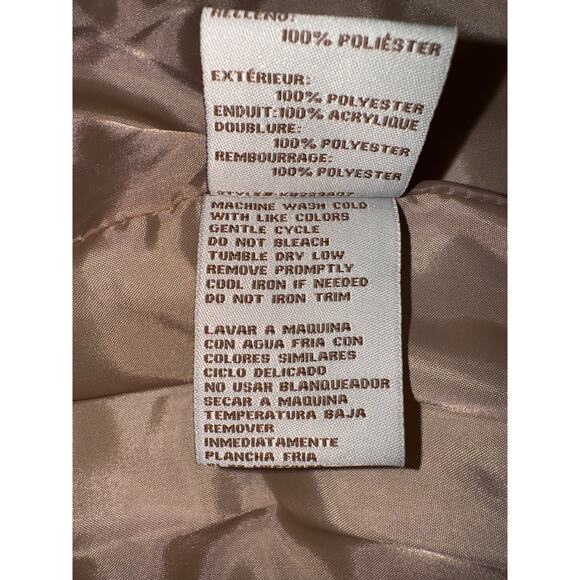 RELLENO:
100% POLIÉSTER
EXTÉRIEUR:
100% POLYESTER
ENDUIT:100% ACRYLIQUE
DOUBLURE:
100% POLYESTER
REMBOURRAGE:
100% POLYESTER
MACHINE WASH COLD
WITH LIKE COLORS
GENTLE CYCLE
DO NOT BLEACH
TUMBLE DRY LOW
REMOVE PROMPTLY
COOL IRON IF NEEDED
DO NOT IRON TRIM
LAVAR A MAQUINA
CON AGUA FRIA CON
COLORES SIMILARES
CICLO DELICADO
NO USAR BLANQUEADOR
SECAR A MAQUINA
TEMPERATURA BAJA
REMOVER
INMEDIATAMENTE
PLANCHA FRIA